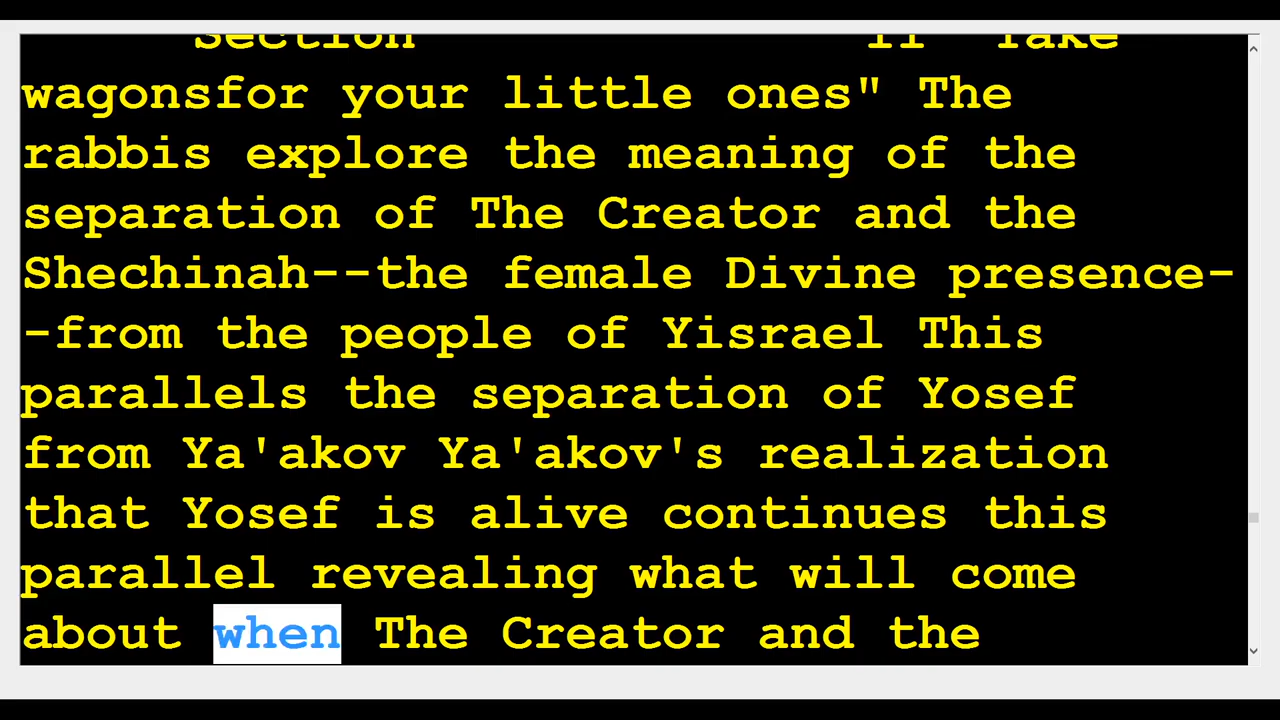 Section
wagonsfor your little ones" The
rabbis explore the meaning of the
separation of The Creator and the
Shechinah--the female Divine presence-
-from the people of Yisrael This
parallels the separation of Yosef
from Ya'akov Ya'akov's realization
that Yosef is alive continues this
parallel revealing what will come
about when The Creator and the